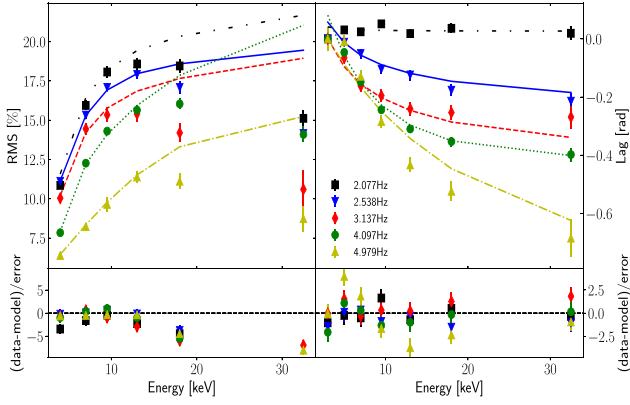 20.0
17.5
15.0
12.5
10.0
7.5
RMS [%]
5
0
−5
(data-model)/error
10
20
30
Energy [keV]
2.077Hz
2.538Hz
3.137Hz
4.097Hz
4.979Hz
0.0
−0.2
−0.4
−0.6
Lag [rad]
2.5
0.0
−2.5
(data-model)/error
10
20
30
Energy [keV]